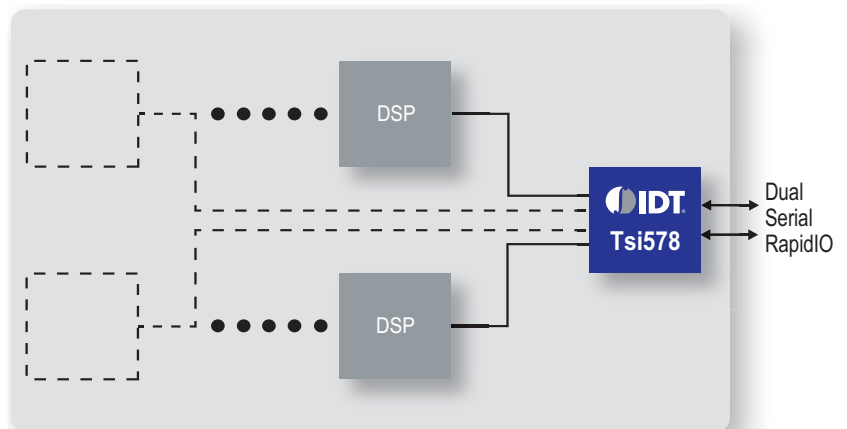 DSP
IDT
Tsi578
Dual
Serial
RapidIO
DSP